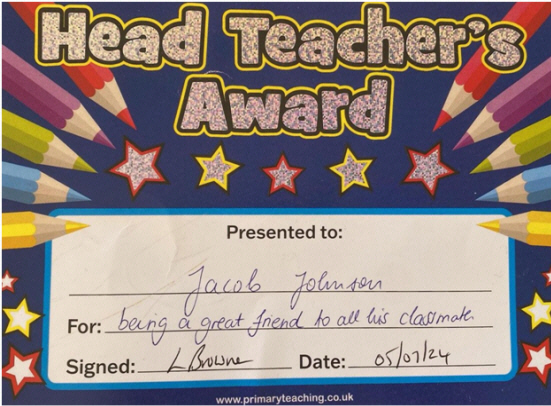 Head Teacher's
Award
Presented to:
Jacob Johnson
For: being a great friend to all his classmate
Signed: L Browne Date: 05/07/24
www.primaryteaching.co.uk